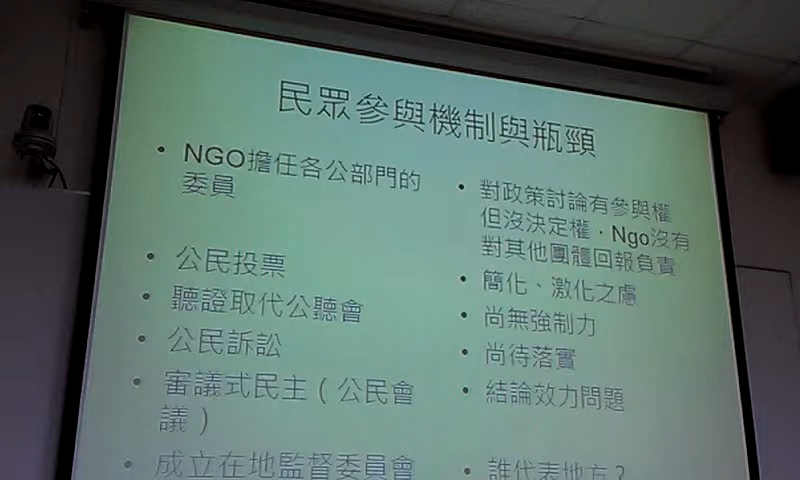 民眾參與機制與瓶頸
• NGO擔任各公部門的
委員
• 公民投票
• 聽證取代公聽會
• 公民訴訟
• 審議式民主（公民會
議）
• 成立在地監督委員會
• 對政策討論有參與權
但沒決定權．Ngo沒有
對其他團體回報負責
• 簡化、激化之慮
• 尚無強制力
• 尚待落實
• 結論效力問題
• 誰代表地方？